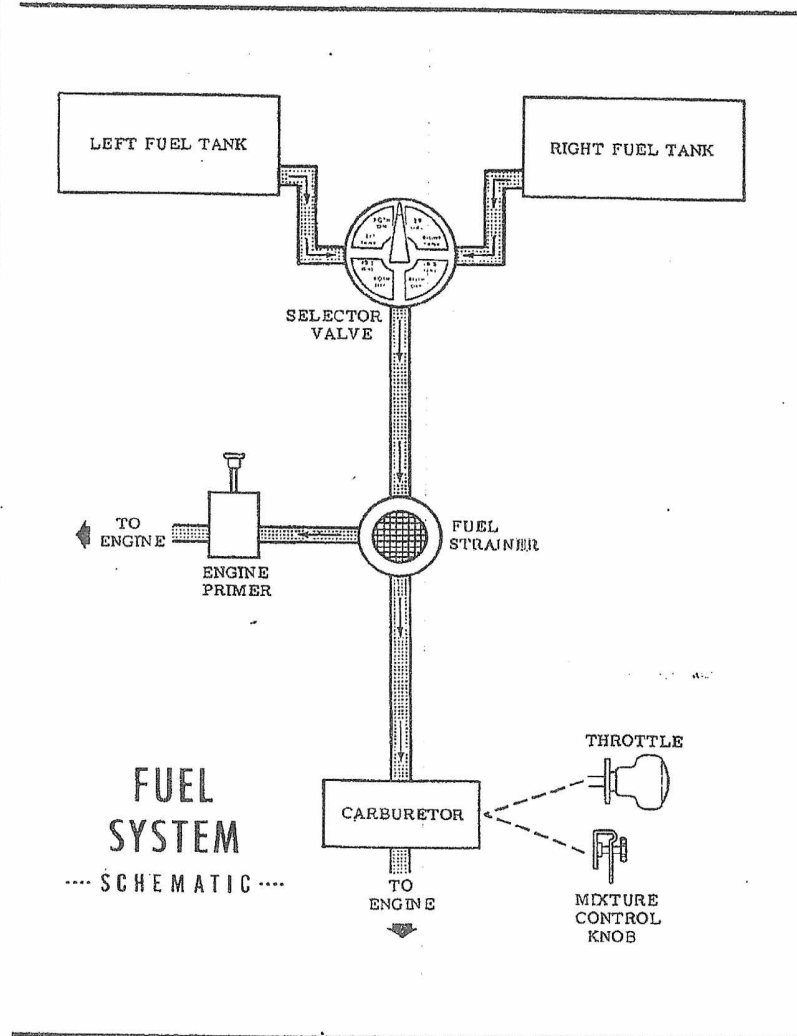 LEFT FUEL TANK
RIGHT FUEL TANK
SELECTOR
VALVE
TO
ENGINE
ENGINE
PRIMER
FUEL
STRAINER
THROTTLE
CARBURETOR
FUEL
SYSTEM
---- SCHEMATIC ----
TO
ENGINE
MIXTURE
CONTROL
KNOB